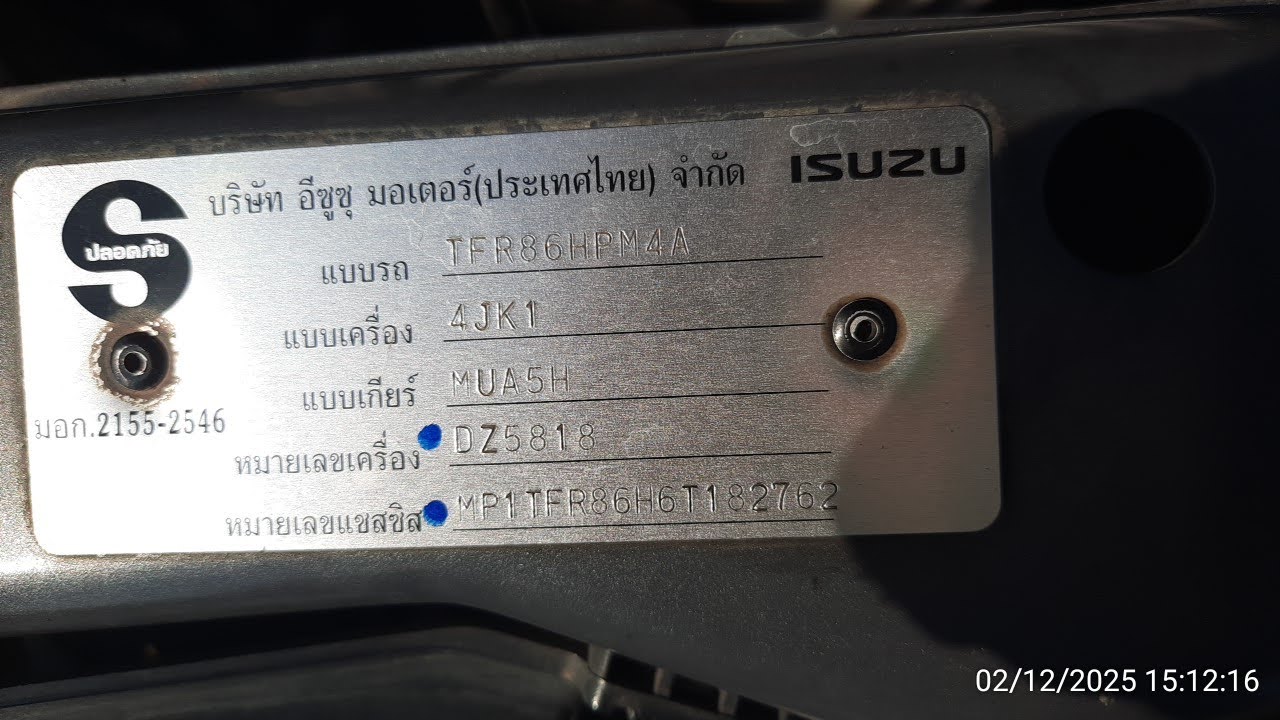 บริษัท อีซูซุ มอเตอร์(ประเทศไทย) จำกัด ISUZU
ปลอดภัย
แบบรถ TFR86HPM4A
แบบเครื่อง 4JK1
แบบเกียร์ MUA5H
มอก.2155-2546
หมายเลขเครื่อง DZ5818
หมายเลขแชสซิส MP1TFR86H6T182762
02/12/2025 15:12:16